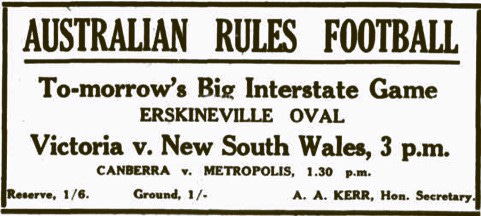 AUSTRALIAN RULES FOOTBALL
To-morrow's Big Interstate Game
ERSKINEVILLE OVAL
Victoria v. New South Wales, 3 p.m.
CANBERRA v. METROPOLIS, 1.30 p.m.
Reserve, 1/6. Ground, 1/- A. A. KERR, Hon. Secretary.